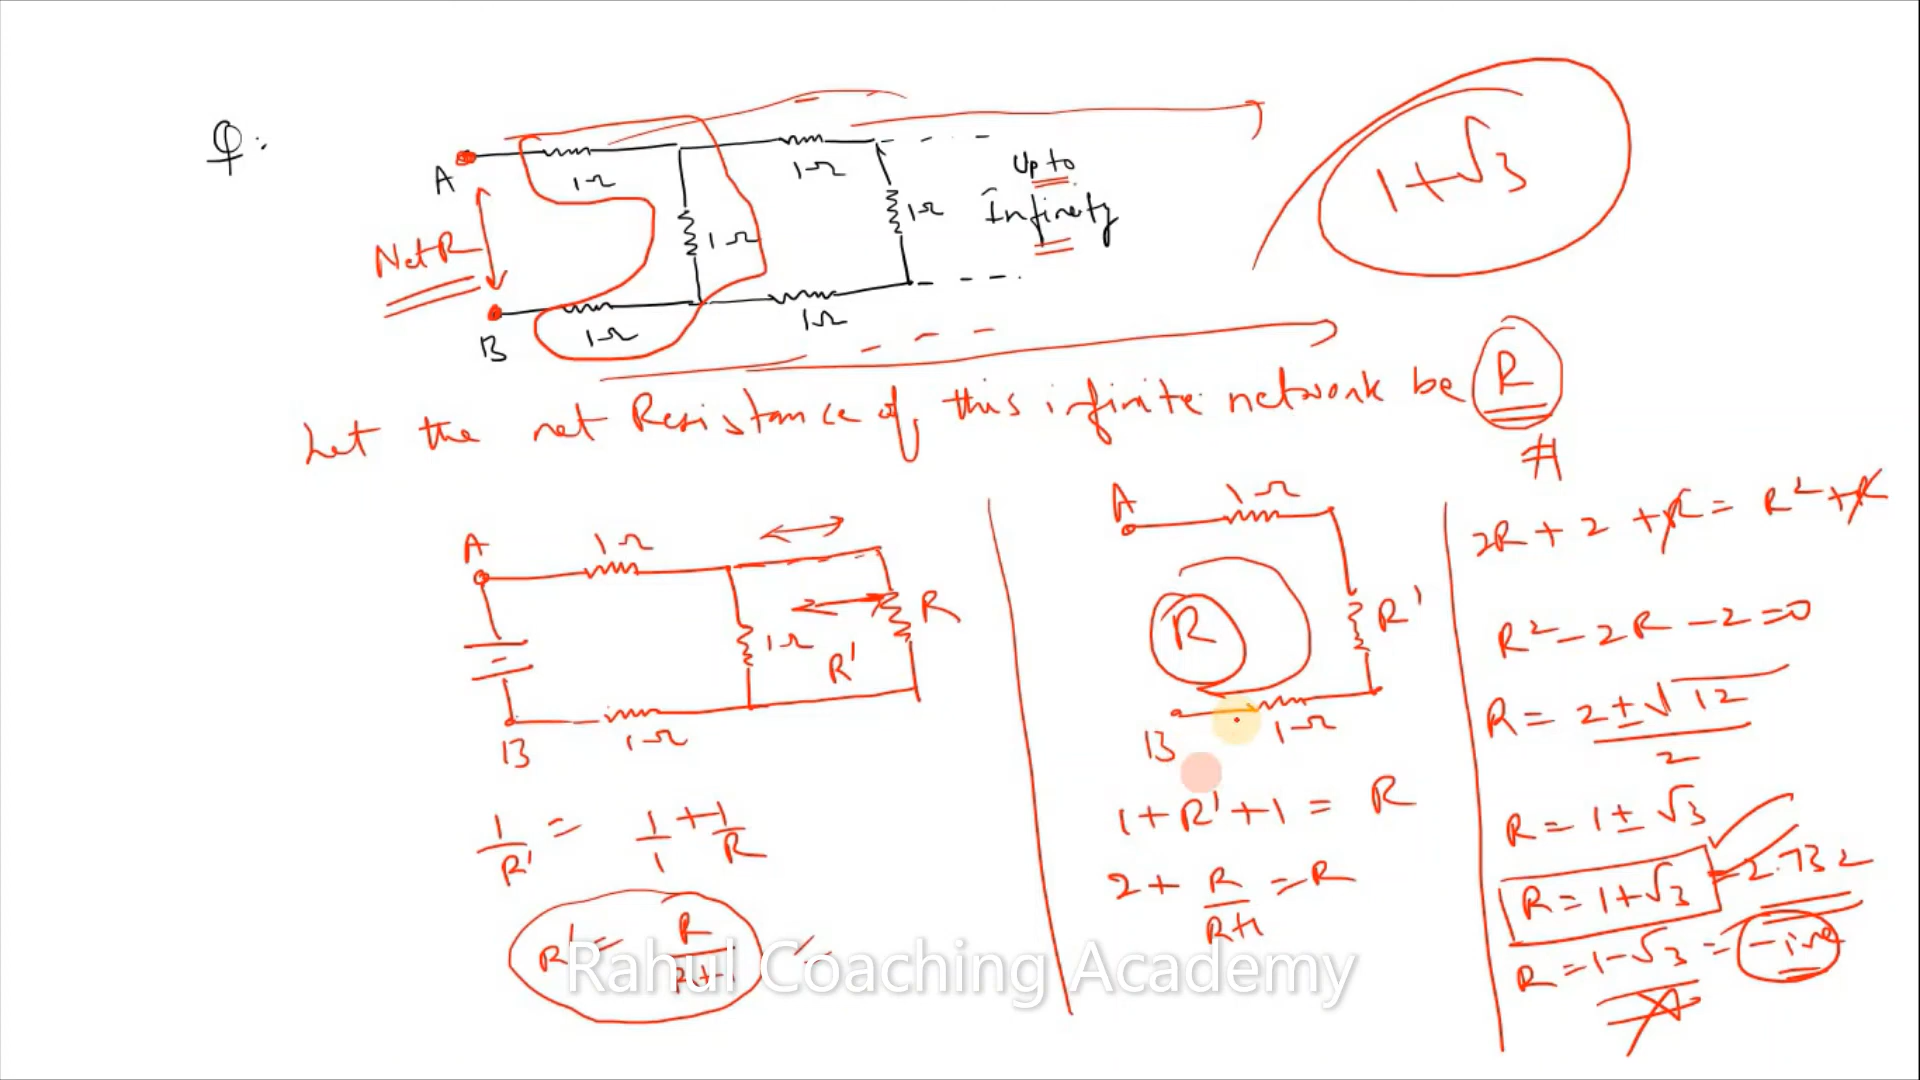 Q:
A
1Ω
1Ω
1Ω
1Ω
1Ω
1Ω
B
Net R
Up to
Infinety
1+√3
Let the net Resistance of this infinite network be R
A
1Ω
1Ω
R
R'
1Ω
B
1/R' = 1/1 + 1/R
R' = R/R+1
A
1Ω
R
R'
1Ω
B
1+R'+1 = R
2 + R/R+1 = R
2R + 2 + R = R² + R
R² - 2R - 2 = 0
R = 2 ± √12 / 2
R = 1 ± √3
R = 1+√3 = 2.732
R = 1-√3 = -ive
Rahul Coaching Academy